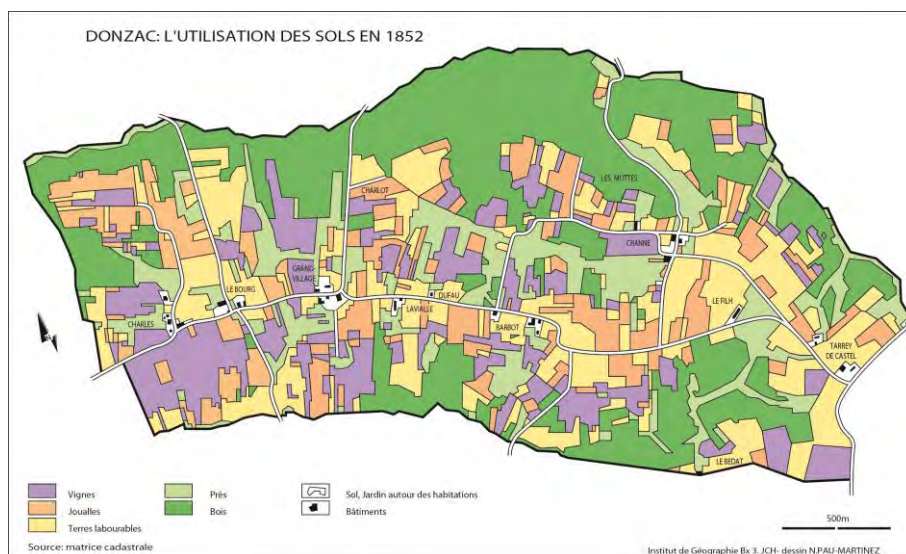 DONZAC: L'UTILISATION DES SOLS EN 1852
LES MOTTES
CHARLOT
CRANNE
GRAND
VILLAGE
LE BOURG
DUFAU
LAVIALLE
LE FILH
CHARLES
BARBOT
TARREY
DE CASTEL
LE BEDAT
Vignes
Joualles
Terres labourables
Prés
Bois
Sol, Jardin autour des habitations
Bâtiments
500m
Source: matrice cadastrale
Institut de Géographie Bx 3. JCH- dessin N.PAU-MARTINEZ